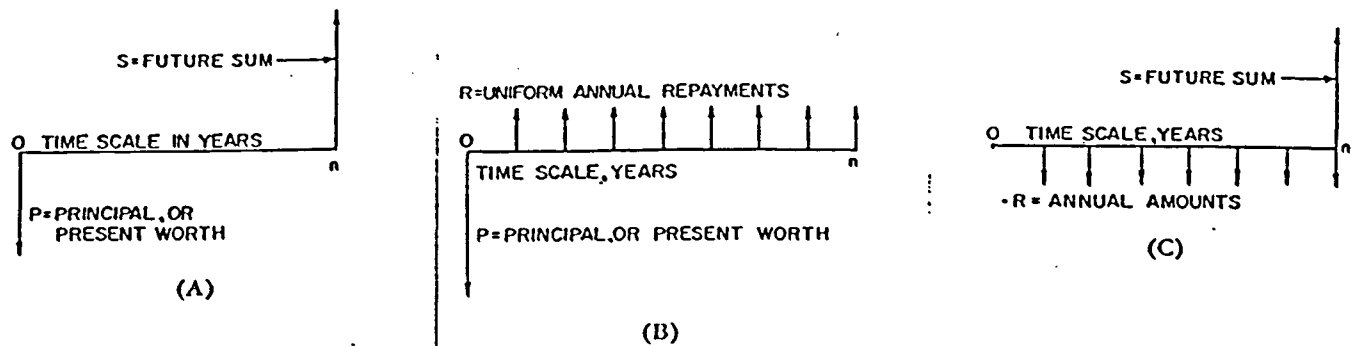 S=FUTURE SUM
O TIME SCALE IN YEARS
n
P=PRINCIPAL, OR
PRESENT WORTH
(A)
R=UNIFORM ANNUAL REPAYMENTS
O
n
TIME SCALE, YEARS
P=PRINCIPAL, OR PRESENT WORTH
(B)
S=FUTURE SUM
O
TIME SCALE, YEARS
n
R = ANNUAL AMOUNTS
(C)